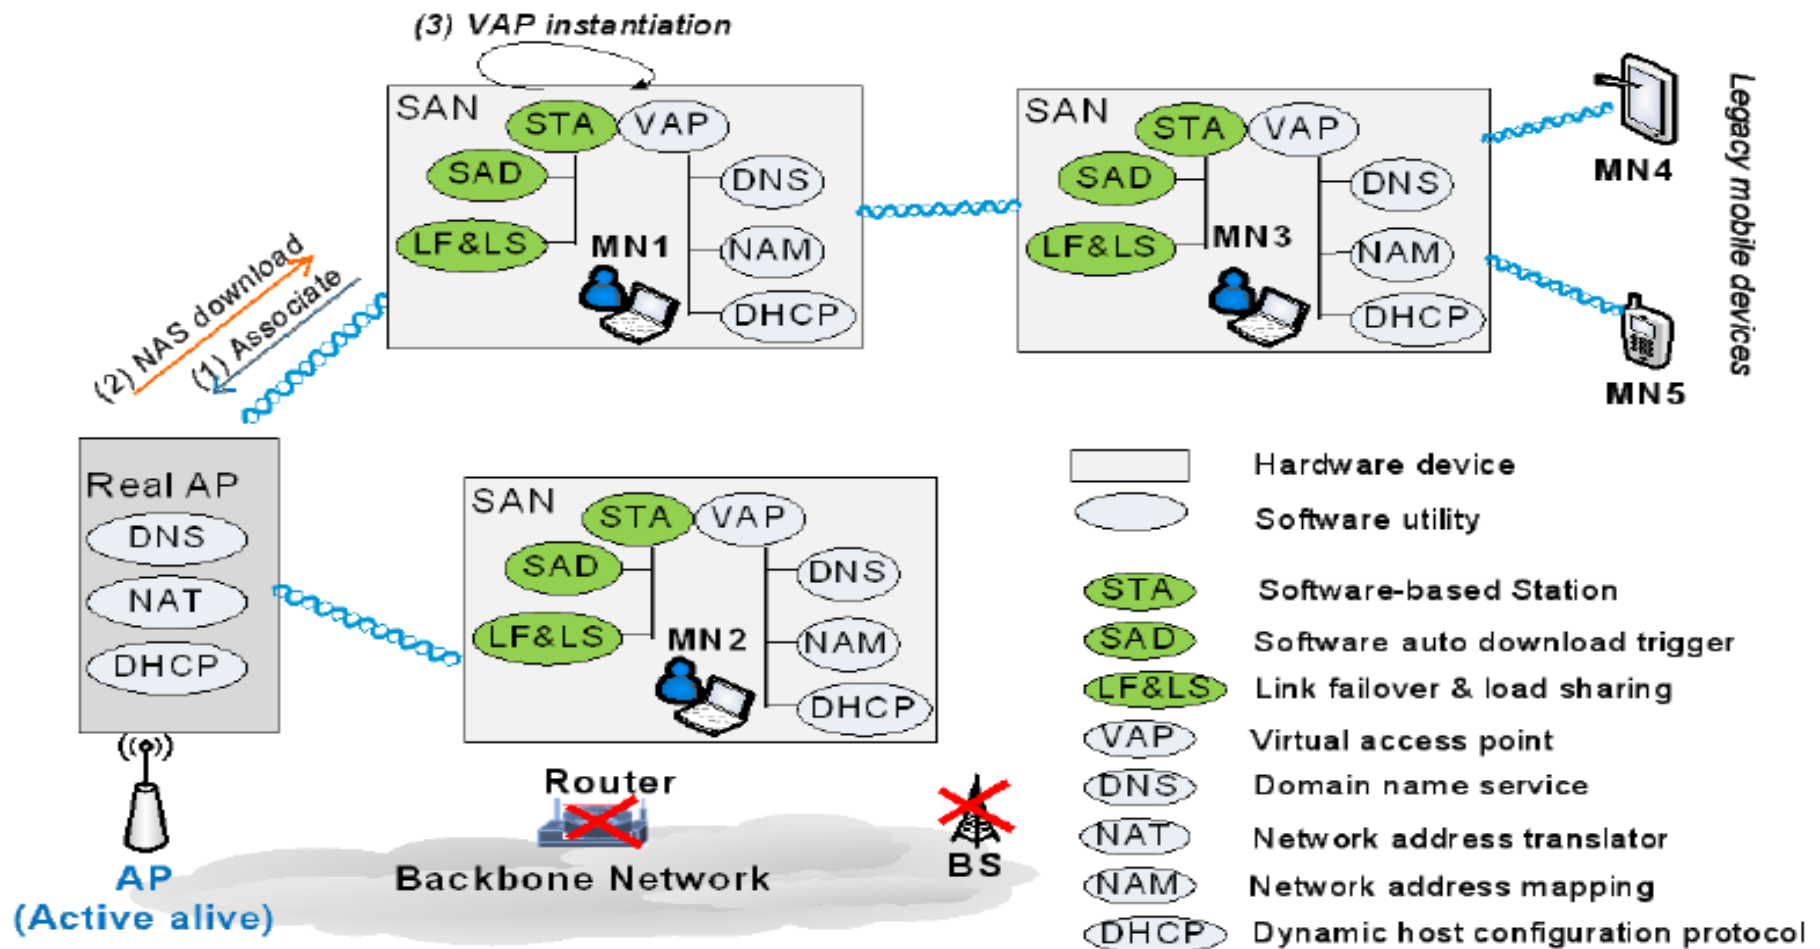 (3) VAP instantiation
SAN
STA
VAP
SAD
DNS
LF&LS
MN1
NAM
DHCP
SAN
STA
VAP
SAD
DNS
LF&LS
MN3
NAM
DHCP
MN4
MN5
Legacy mobile devices
(2) NAS download
(1) Associate
Real AP
DNS
NAT
DHCP
SAN
STA
VAP
SAD
DNS
LF&LS
MN2
NAM
DHCP
AP
(Active alive)
Router
Backbone Network
BS
Hardware device
Software utility
STA Software-based Station
SAD Software auto download trigger
LF&LS Link failover & load sharing
VAP Virtual access point
DNS Domain name service
NAT Network address translator
NAM Network address mapping
DHCP Dynamic host configuration protocol